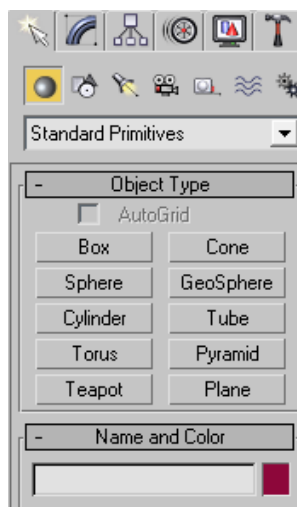 Standard Primitives
- Object Type
AutoGrid
Box Cone
Sphere GeoSphere
Cylinder Tube
Torus Pyramid
Teapot Plane
- Name and Color